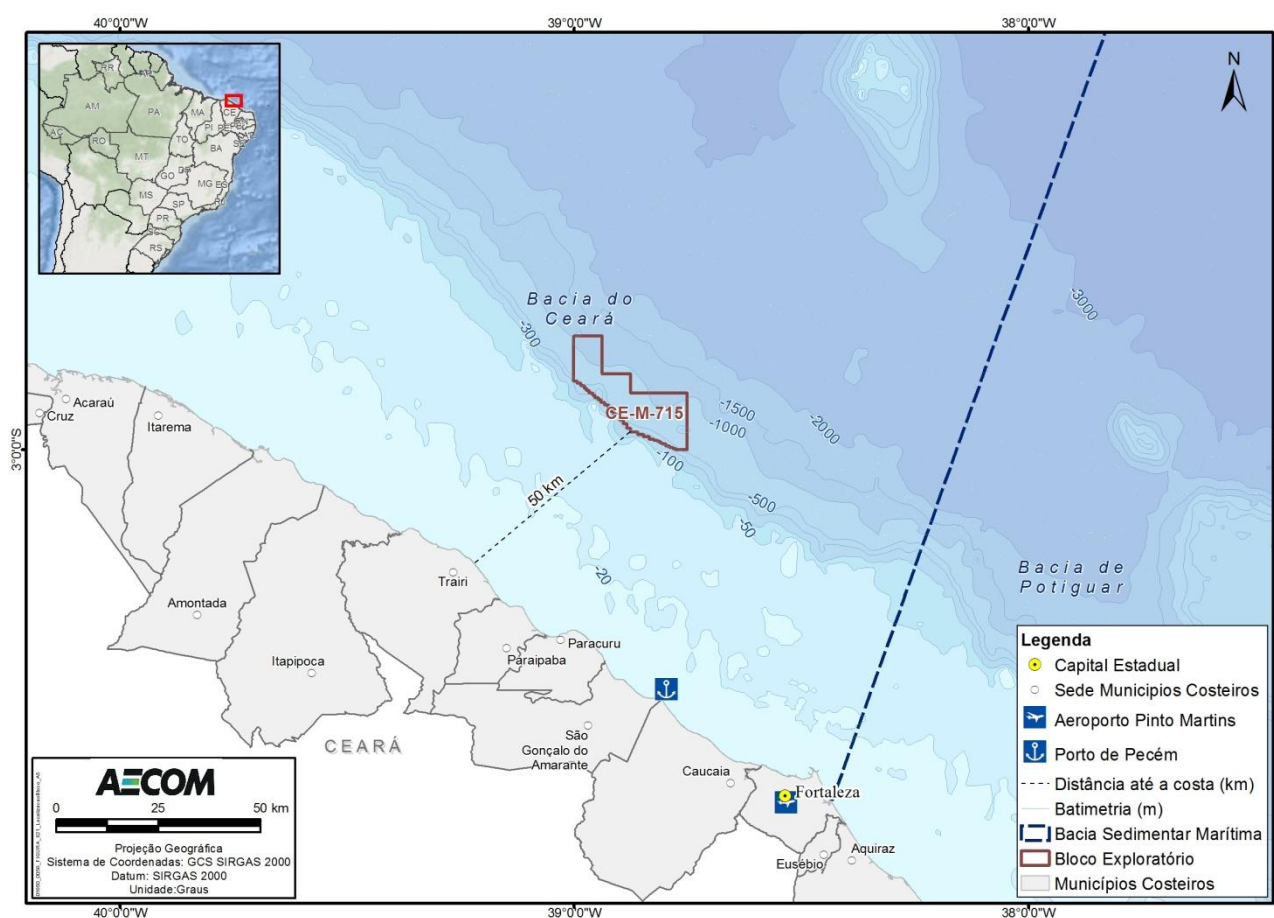 40°0'0"W
39°0'0"W
38°0'0"W
RR
AP
AM
PA
MA
CE
PI
AC
RO
TO
BA
MT
GO
DF
MG
ES
MS
SP
PR
RS
N
Bacia do
Ceará
-300
-3000
CE-M-715
-1500
-1000
-2000
-100
-500
-50
-20
50 km
3°0'0"S
3°0'0"S
Acaraú
Cruz
Itarema
Trairi
Amontada
Itapipoca
Paracuru
Paraipaba
São
Gonçalo do
Amarante
CEARÁ
Caucaia
Fortaleza
Eusébio
Aquiraz
Bacia de
Potiguar
Legenda
Capital Estadual
Sede Municipios Costeiros
Aeroporto Pinto Martins
Porto de Pecém
Distância até a costa (km)
Batimetria (m)
Bacia Sedimentar Marítima
Bloco Exploratório
Municípios Costeiros
AECOM
0 25 50 km
Projeção Geográfica
Sistema de Coordenadas: GCS SIRGAS 2000
Datum: SIRGAS 2000
Unidade:Graus
40°0'0"W
39°0'0"W
38°0'0"W